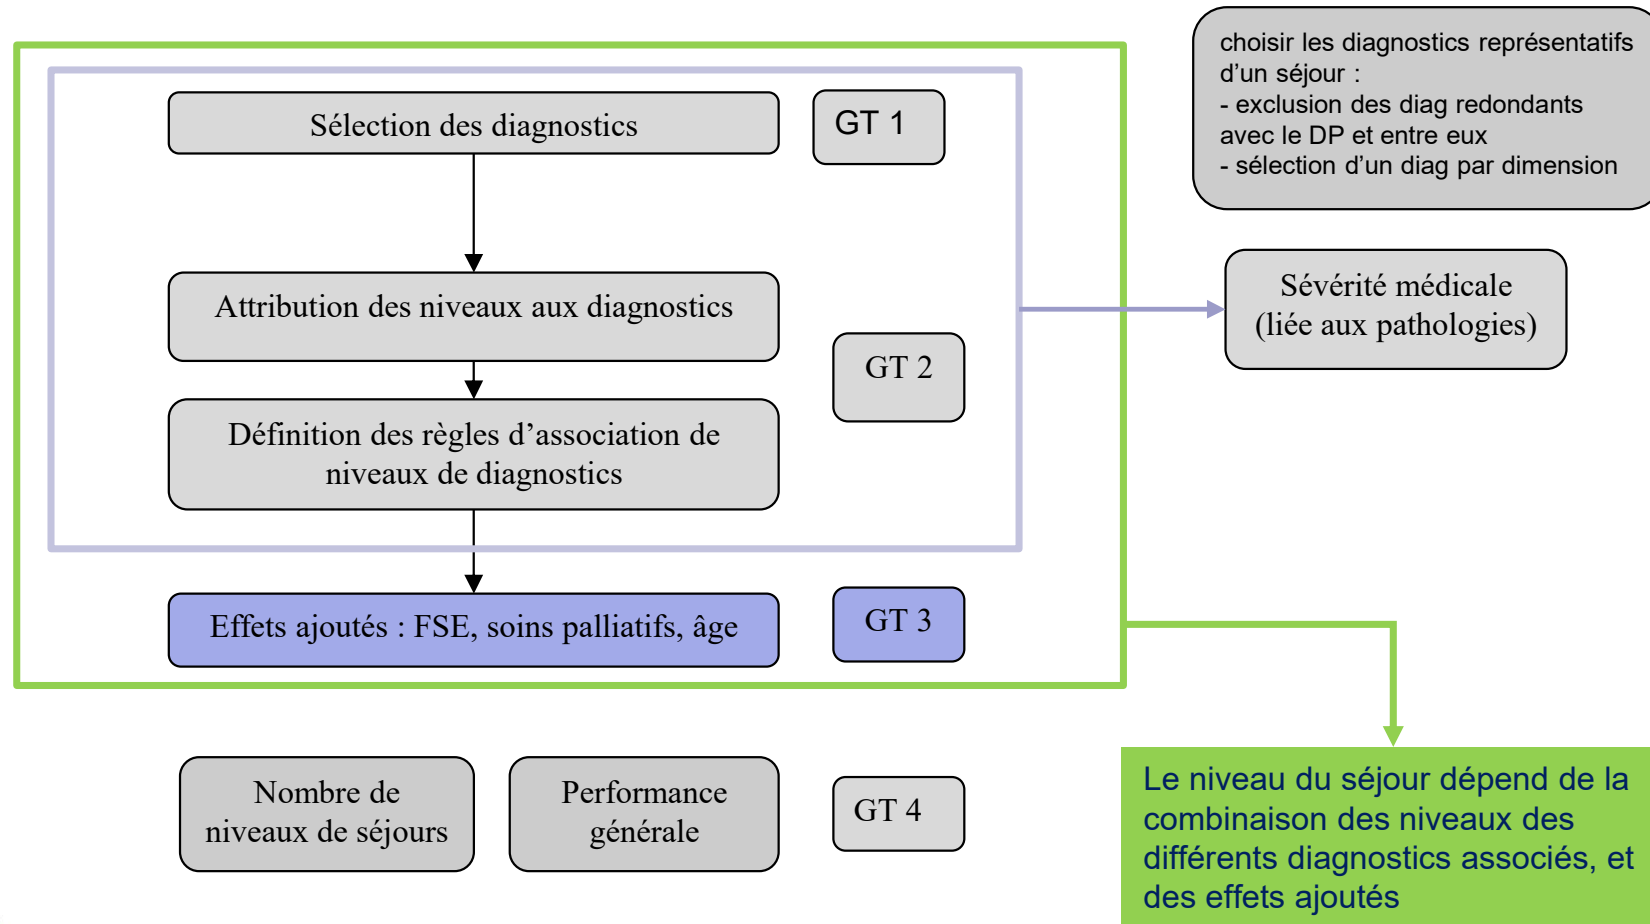 Sélection des diagnostics
GT 1
choisir les diagnostics représentatifs
d’un séjour :
- exclusion des diag redondants
avec le DP et entre eux
- sélection d’un diag par dimension
Attribution des niveaux aux diagnostics
Sévérité médicale
(liée aux pathologies)
GT 2
Définition des règles d’association de
niveaux de diagnostics
Effets ajoutés : FSE, soins palliatifs, âge
GT 3
Nombre de
niveaux de séjours
Performance
générale
GT 4
Le niveau du séjour dépend de la
combinaison des niveaux des
différents diagnostics associés, et
des effets ajoutés